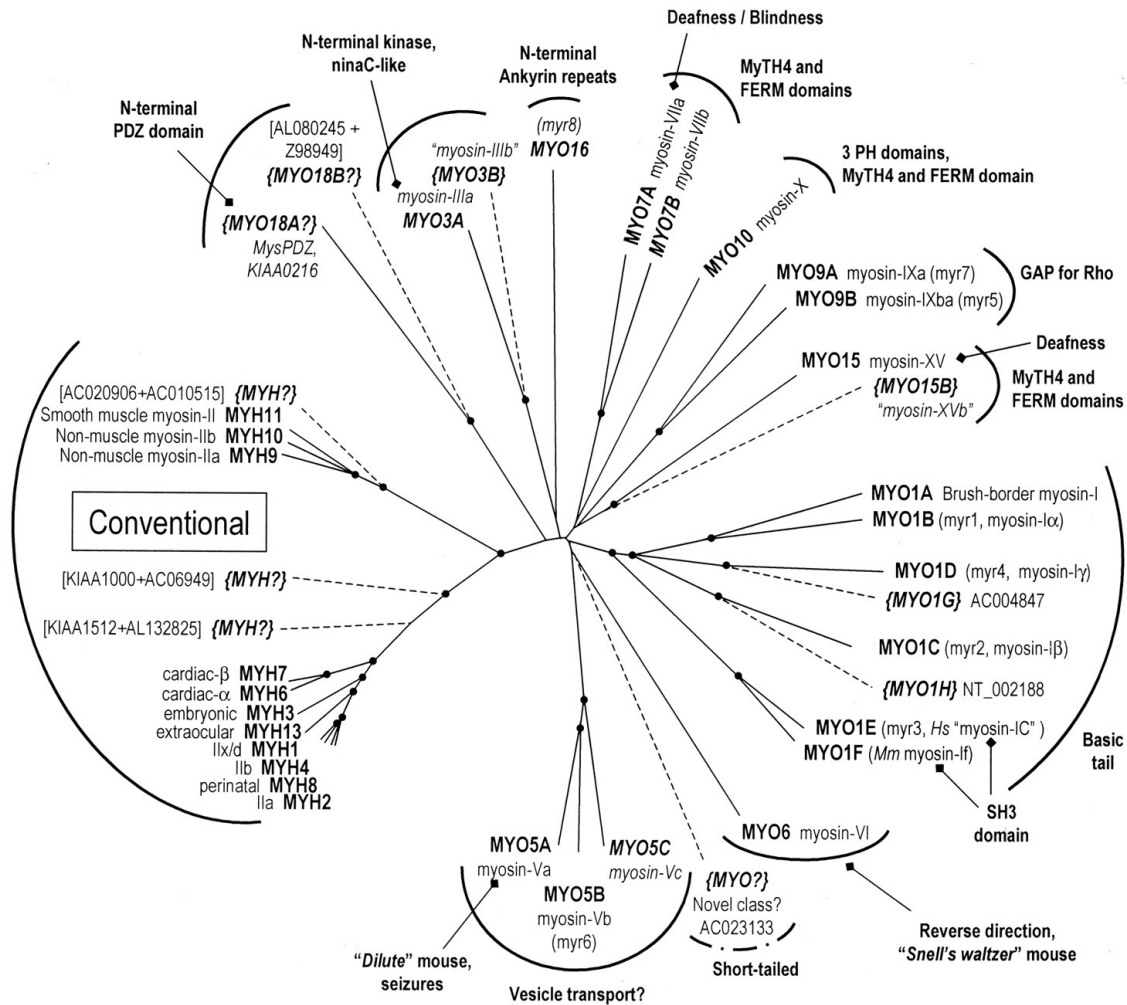 Deafness / Blindness
N-terminal kinase,
ninaC-like
N-terminal
Ankyrin repeats
MyTH4 and
FERM domains
N-terminal
PDZ domain
[AL080245 +
Z98949]
{MYO18B?}
"myosin-IIIb"
{MYO3B}
myosin-IIIa
MYO3A
(myr8)
MYO16
MYO7A myosin-VIIa
MYO7B myosin-VIIb
MYO10 myosin-X
3 PH domains,
MyTH4 and FERM domain
{MYO18A?}
MysPDZ,
KIAA0216
MYO9A myosin-IXa (myr7)
MYO9B myosin-IXba (myr5)
GAP for Rho
Deafness
MYO15 myosin-XV
{MYO15B}
"myosin-XVb"
MyTH4 and
FERM domains
[AC020906+AC010515] {MYH?}
Smooth muscle myosin-II MYH11
Non-muscle myosin-IIb MYH10
Non-muscle myosin-IIa MYH9
Conventional
[KIAA1000+AC06949] {MYH?}
[KIAA1512+AL132825] {MYH?}
cardiac-β MYH7
cardiac-α MYH6
embryonic MYH3
extraocular MYH13
IIx/d MYH1
IIb MYH4
perinatal MYH8
IIa MYH2
MYO1A Brush-border myosin-I
MYO1B (myr1, myosin-Iα)
MYO1D (myr4, myosin-Iγ)
{MYO1G} AC004847
MYO1C (myr2, myosin-Iβ)
{MYO1H} NT_002188
MYO1E (myr3, Hs "myosin-IC" )
MYO1F (Mm myosin-If)
Basic
tail
SH3
domain
MYO6 myosin-VI
Reverse direction,
"Snell's waltzer" mouse
MYO5A
myosin-Va
MYO5B
myosin-Vb
(myr6)
MYO5C
myosin-Vc
{MYO?}
Novel class?
AC023133
Short-tailed
"Dilute" mouse,
seizures
Vesicle transport?